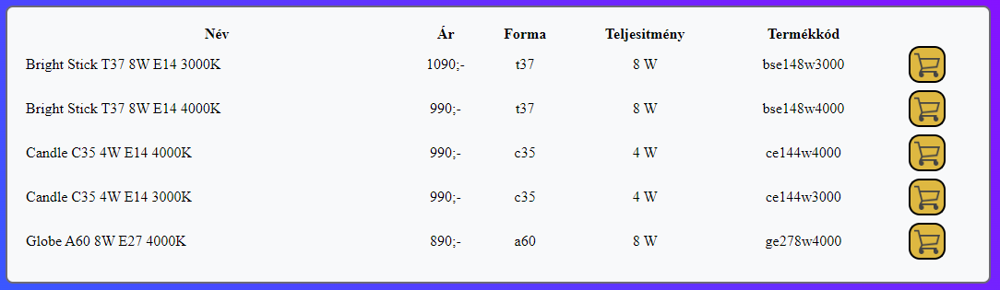 Név Ár Forma Teljesitmény Termékkód
Bright Stick T37 8W E14 3000K 1090;- t37 8 W bse148w3000
Bright Stick T37 8W E14 4000K 990;- t37 8 W bse148w4000
Candle C35 4W E14 4000K 990;- c35 4 W ce144w4000
Candle C35 4W E14 3000K 990;- c35 4 W ce144w3000
Globe A60 8W E27 4000K 890;- a60 8 W ge278w4000